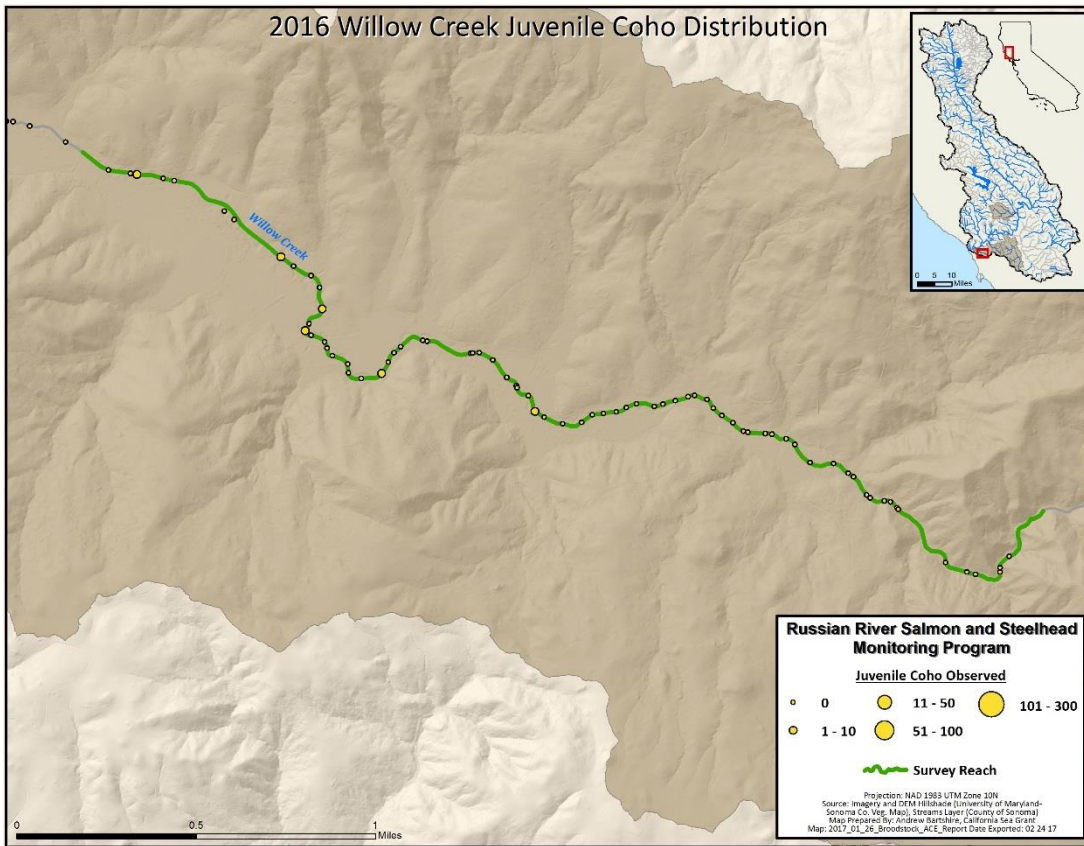 2016 Willow Creek Juvenile Coho Distribution
0 5 10
Miles
Willow Creek
Russian River Salmon and Steelhead
Monitoring Program
Juvenile Coho Observed
0
11 - 50
101 - 300
1 - 10
51 - 100
Survey Reach
Projection: NAD 1983 UTM Zone 10N
Source: Imagery and DEM Hillshade (University of Maryland-
Sonoma Co. Veg. Map), Streams Layer (County of Sonoma)
Map Prepared By: Andrew Bartshire, California Sea Grant
Map: 2017_01_26_Broodstock_ACE_Report Date Exported: 02 24 17
0 0.5 1
Miles